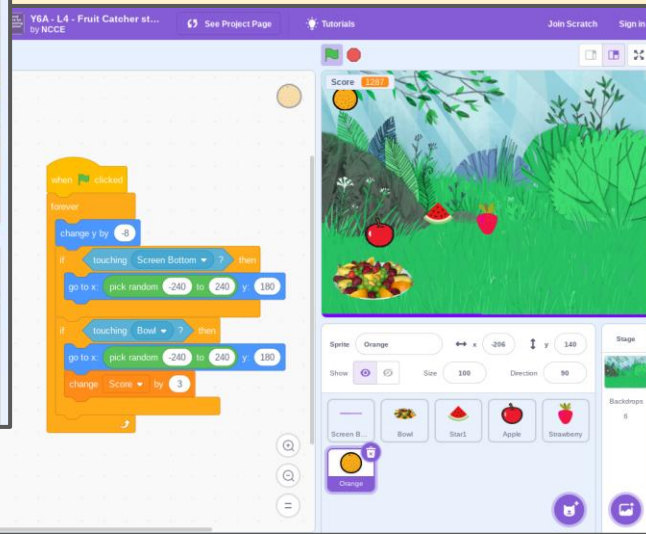 Y6A - L4 - Fruit Catcher st...
by NCCE
See Project Page
Tutorials
Join Scratch
Sign in
when clicked
forever
change y by -8
if touching Screen Bottom ? then
go to x: pick random -240 to 240 y: 180
if touching Bowl ? then
go to x: pick random -240 to 240 y: 180
change Score by 3
Score 1287
Sprite Orange x -206 y 140
Show Size 100 Direction 90
Stage
Backdrops
Screen B...
Bowl
Star1
Apple
Strawberry
Orange